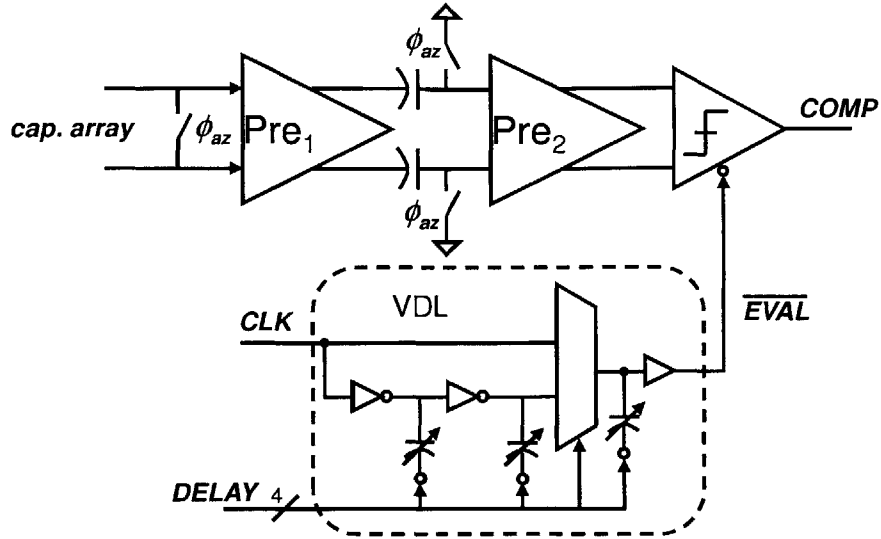 ϕaz
COMP
cap. array
ϕaz
Pre1
Pre2
ϕaz
VDL
EVAL
CLK
DELAY 4